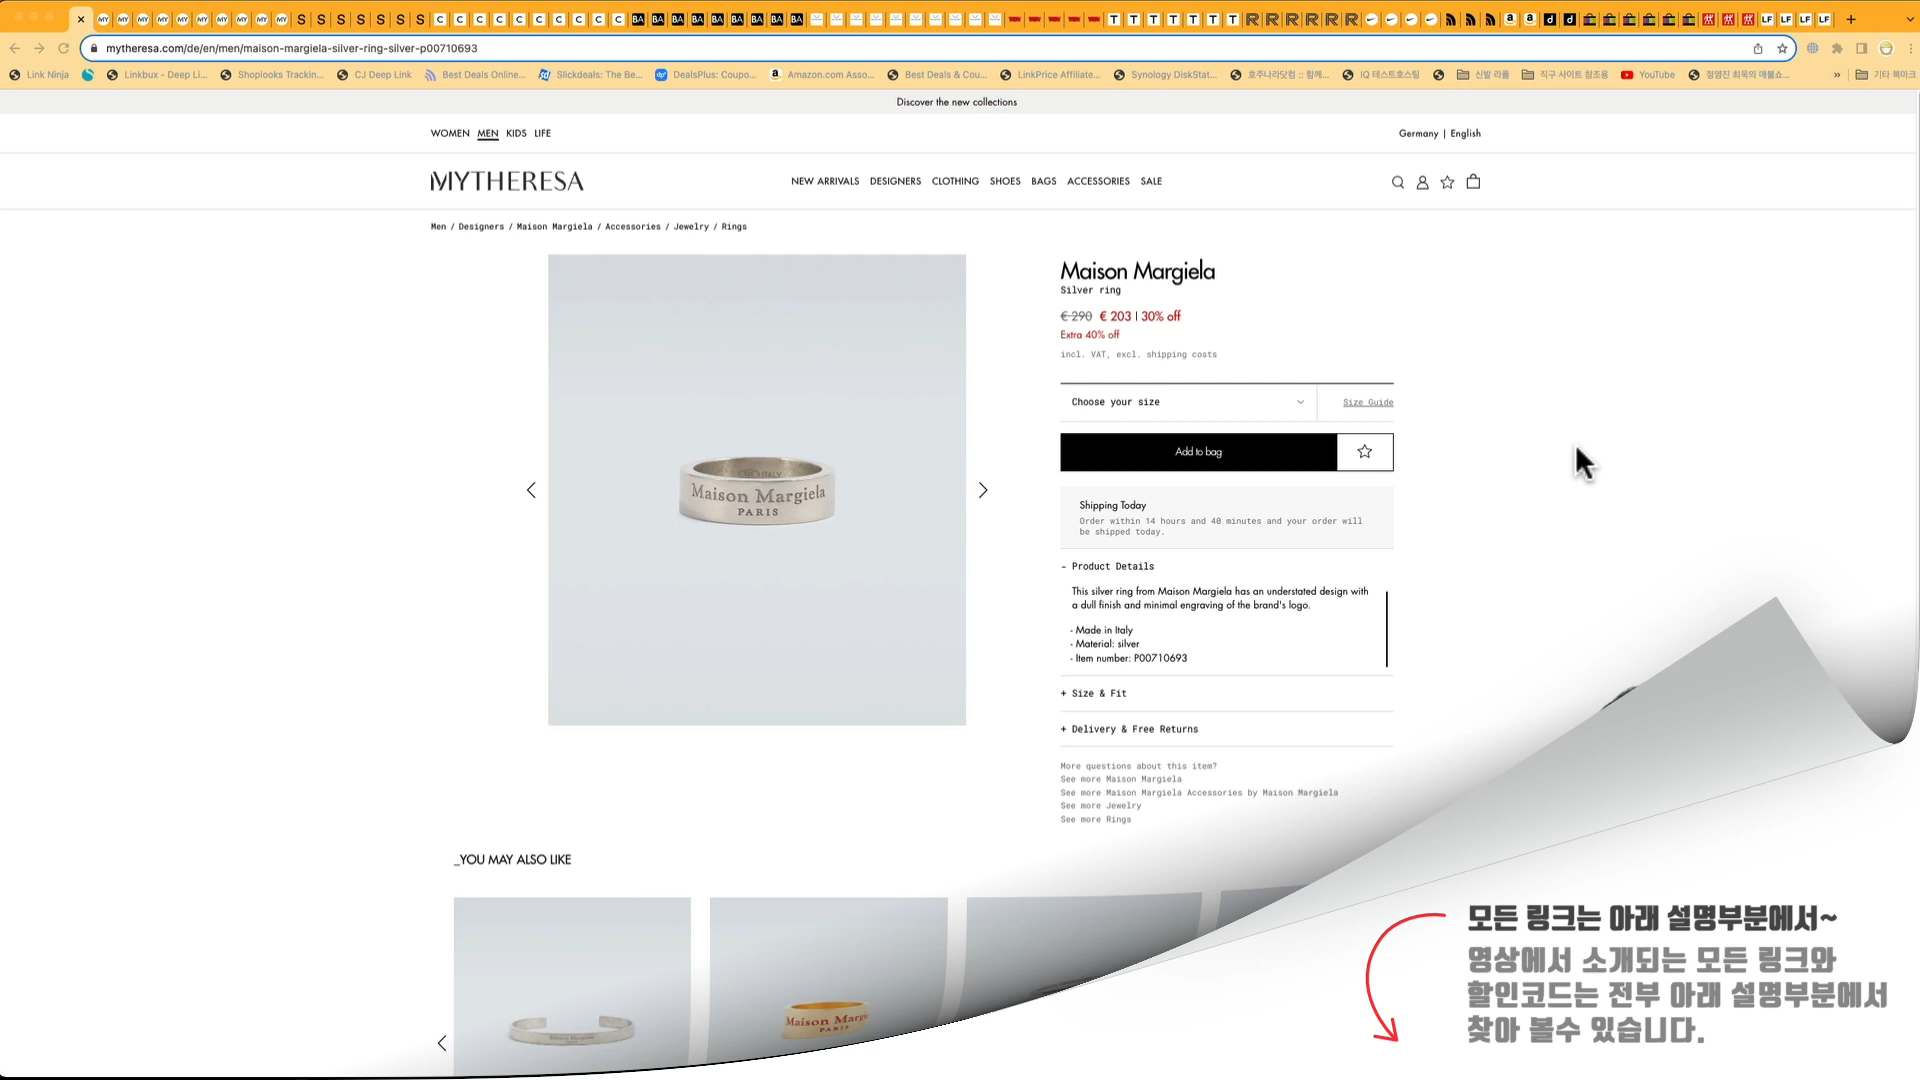 mytheresa.com/de/en/men/maison-margiela-silver-ring-silver-p00710693
Link Ninja
Linkbux - Deep Li...
Shoplooks Trackin...
CJ Deep Link
Best Deals Online...
Slickdeals: The Be...
DealsPlus: Coupo...
Amazon.com Asso...
Best Deals & Cou...
LinkPrice Affiliate...
Synology DiskStat...
호주나라닷컴 :: 함께...
IQ 테스트호스팅
신발 라플
직구 사이트 참조용
YouTube
정영진 최욱의 매불쇼...
기타 북마크
Discover the new collections
WOMEN MEN KIDS LIFE
Germany | English
MYTHERESA
NEW ARRIVALS DESIGNERS CLOTHING SHOES BAGS ACCESSORIES SALE
Men / Designers / Maison Margiela / Accessories / Jewelry / Rings
Maison Margiela
Silver ring
€ 290 € 203 | 30% off
Extra 40% off
incl. VAT, excl. shipping costs
Choose your size
Size Guide
Add to bag
Shipping Today
Order within 14 hours and 40 minutes and your order will
be shipped today.
- Product Details
This silver ring from Maison Margiela has an understated design with
a dull finish and minimal engraving of the brand's logo.
- Made in Italy
- Material: silver
- Item number: P00710693
+ Size & Fit
+ Delivery & Free Returns
More questions about this item?
See more Maison Margiela
See more Maison Margiela Accessories by Maison Margiela
See more Jewelry
See more Rings
ITALY
Maison Margiela
PARIS
_YOU MAY ALSO LIKE
Maison Margi
PARIS
모든 링크는 아래 설명부분에서~
영상에서 소개되는 모든 링크와
할인코드는 전부 아래 설명부분에서
찾아 볼수 있습니다.